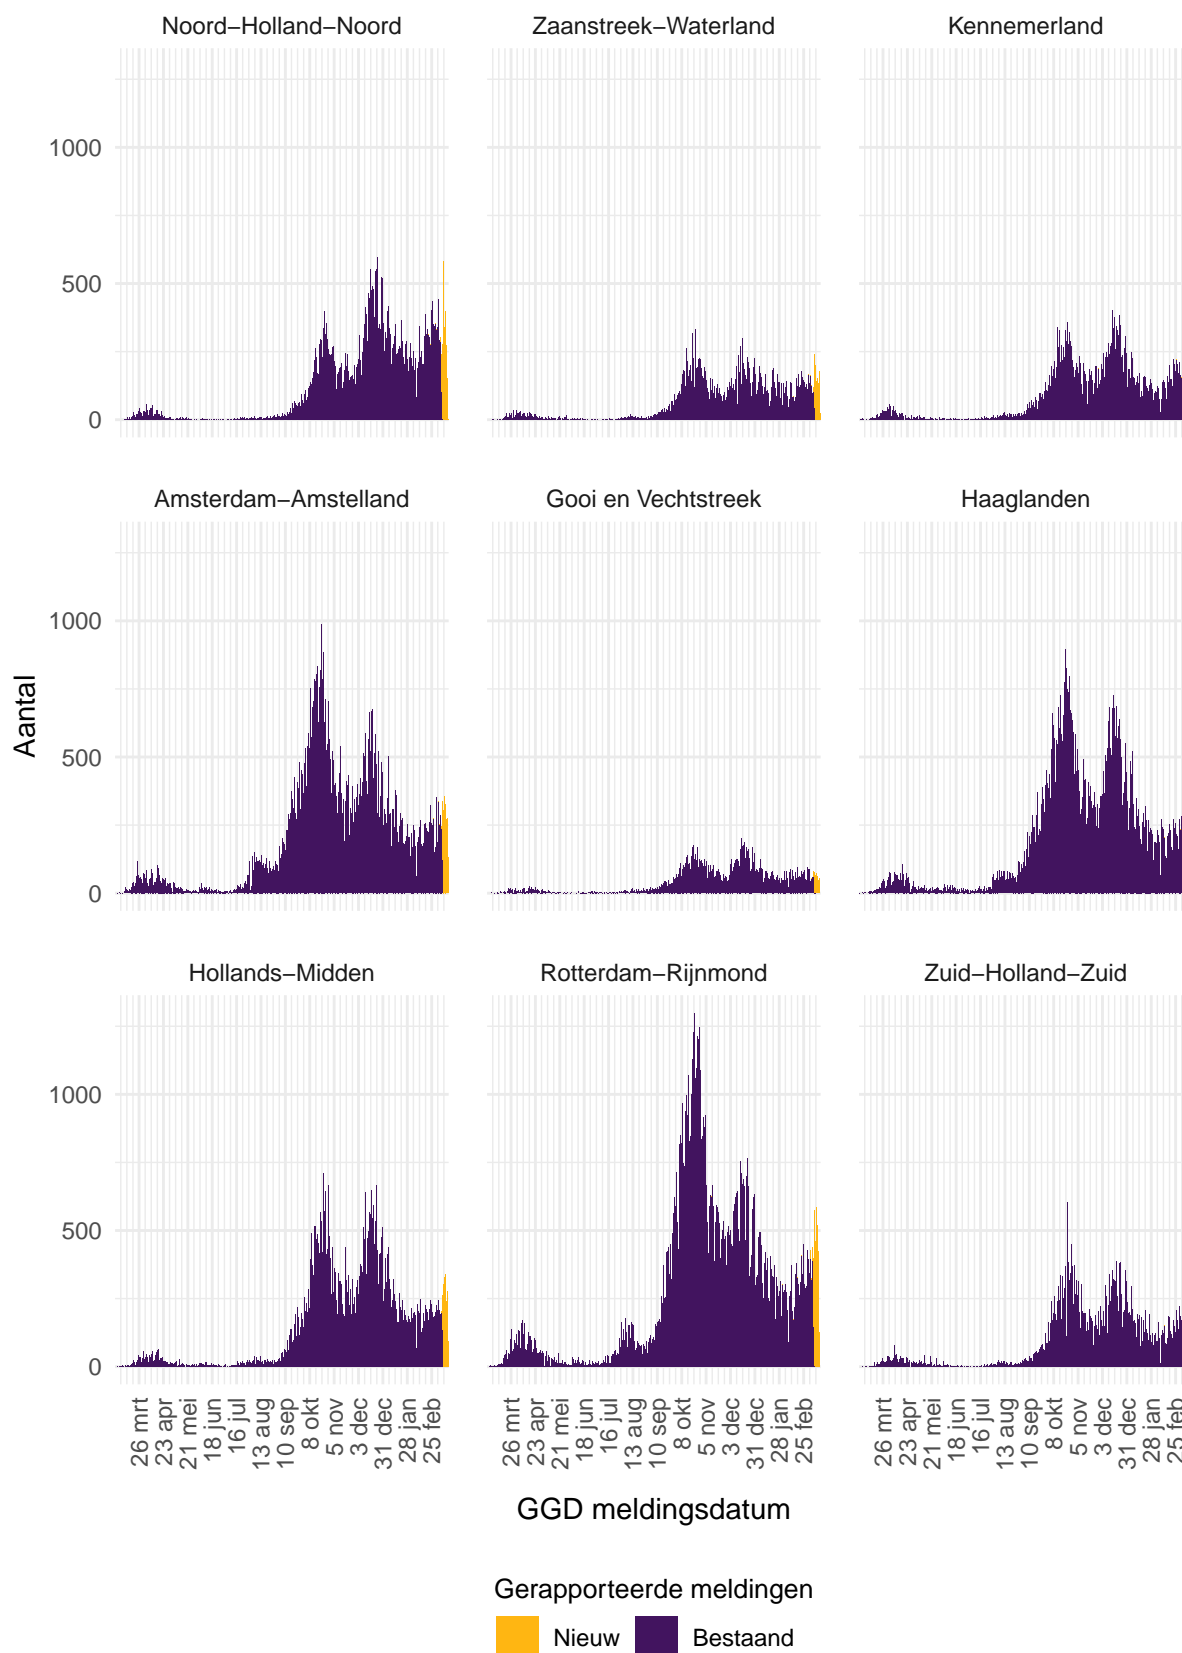 Noord−Holland−Noord
Zaanstreek−Waterland
Kennemerland
1000
500
0
Amsterdam−Amstelland
Gooi en Vechtstreek
Haaglanden
1000
500
0
Aantal
Hollands−Midden
Rotterdam−Rijnmond
Zuid−Holland−Zuid
1000
500
0
26 mrt
23 apr
21 mei
18 jun
16 jul
13 aug
10 sep
8 okt
5 nov
3 dec
31 dec
28 jan
25 feb
26 mrt
23 apr
21 mei
18 jun
16 jul
13 aug
10 sep
8 okt
5 nov
3 dec
31 dec
28 jan
25 feb
26 mrt
23 apr
21 mei
18 jun
16 jul
13 aug
10 sep
8 okt
5 nov
3 dec
31 dec
28 jan
25 feb
GGD meldingsdatum
Gerapporteerde meldingen
Nieuw
Bestaand